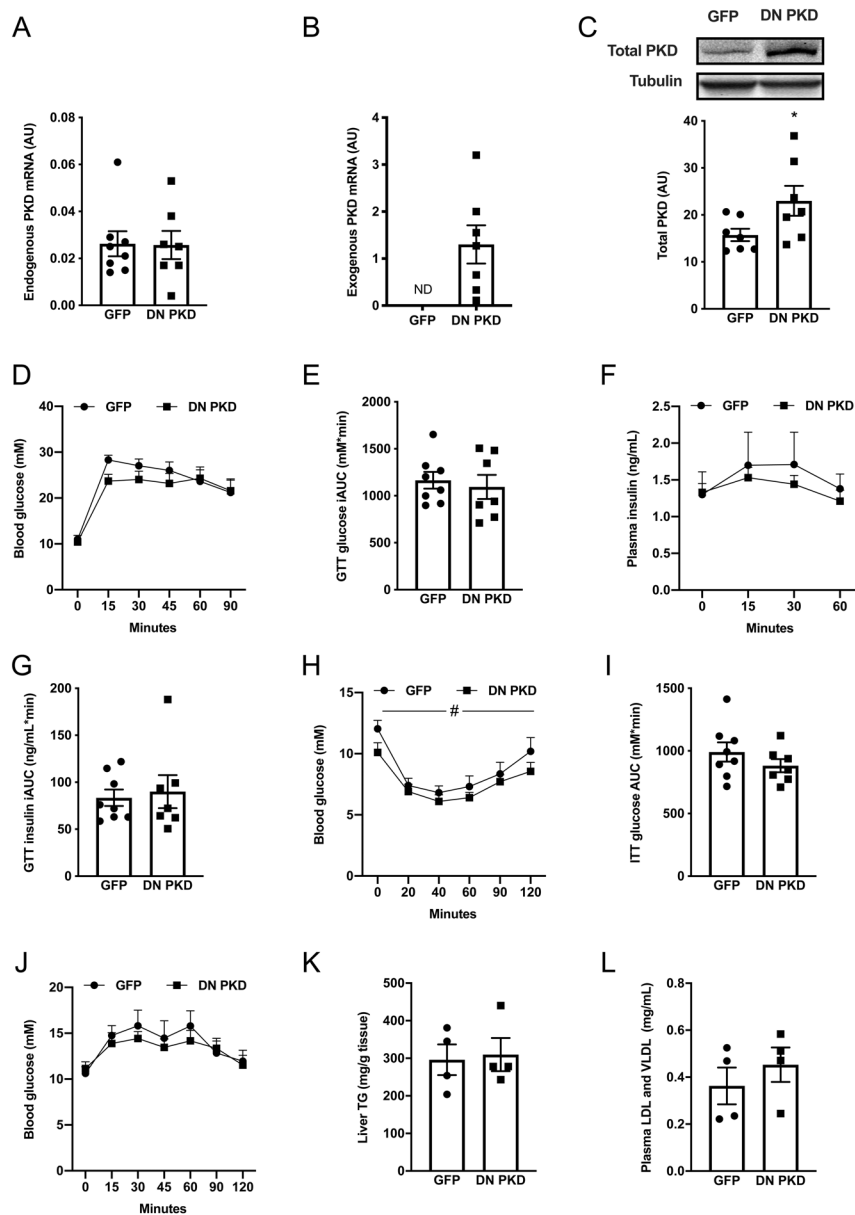 A
Endogenous PKD mRNA (AU)
0.08
0.06
0.04
0.02
0.00
GFP DN PKD
B
Exogenous PKD mRNA (AU)
4
3
2
1
0
ND
GFP DN PKD
C
GFP DN PKD
Total PKD
Tubulin
*
Total PKD (AU)
40
30
20
10
0
GFP DN PKD
D
GFP DN PKD
Blood glucose (mM)
40
30
20
10
0
0 15 30 45 60 90
Minutes
E
GTT glucose iAUC (mM*min)
2000
1500
1000
500
0
GFP DN PKD
F
GFP DN PKD
Plasma insulin (ng/mL)
2.5
2.0
1.5
1.0
0.5
0.0
0 15 30 60
Minutes
G
GTT insulin iAUC (ng/mL*min)
200
150
100
50
0
GFP DN PKD
H
GFP DN PKD
#
Blood glucose (mM)
15
10
5
0
0 20 40 60 90 120
Minutes
I
ITT glucose AUC (mM*min)
1500
1000
500
0
GFP DN PKD
J
GFP DN PKD
Blood glucose (mM)
20
15
10
5
0
0 15 30 45 60 90 120
Minutes
K
Liver TG (mg/g tissue)
500
400
300
200
100
0
GFP DN PKD
L
Plasma LDL and VLDL (mg/mL)
0.8
0.6
0.4
0.2
0.0
GFP DN PKD